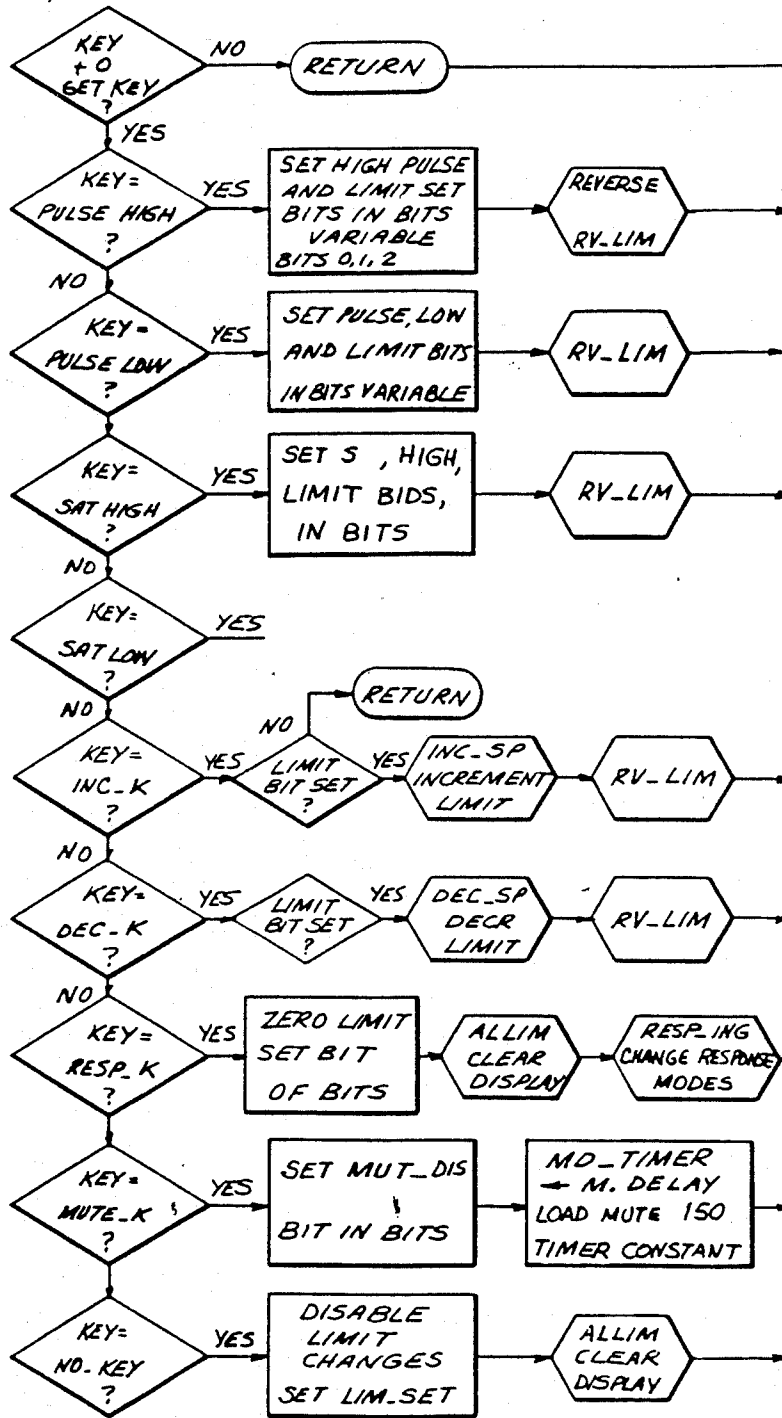 KEY
+ 0
GET KEY
?
NO
RETURN
YES
KEY=
PULSE HIGH
?
YES
SET HIGH PULSE
AND LIMIT SET
BITS IN BITS
VARIABLE
BITS 0,1,2
REVERSE
RV_LIM
NO
KEY=
PULSE LOW
?
YES
SET PULSE, LOW
AND LIMIT BITS
IN BITS VARIABLE
RV_LIM
KEY=
SAT HIGH
?
YES
SET S , HIGH,
LIMIT BIDS,
IN BITS
RV_LIM
NO
KEY=
SAT LOW
?
YES
NO
KEY=
INC_K
?
YES
LIMIT
BIT SET
?
NO
RETURN
YES
INC_SP
INCREMENT
LIMIT
RV_LIM
NO
KEY=
DEC_K
?
YES
LIMIT
BIT SET
?
YES
DEC_SP
DECR
LIMIT
RV_LIM
NO
KEY=
RESP_K
?
YES
ZERO LIMIT
SET BIT
OF BITS
ALLIM
CLEAR
DISPLAY
RESP_ING
CHANGE RESPONSE
MODES
KEY=
MUTE_K
?
YES
SET MUT_DIS
BIT IN BITS
MD_TIMER
← M. DELAY
LOAD MUTE 150
TIMER CONSTANT
KEY=
NO_KEY
?
YES
DISABLE
LIMIT
CHANGES
SET LIM_SET
ALLIM
CLEAR
DISPLAY